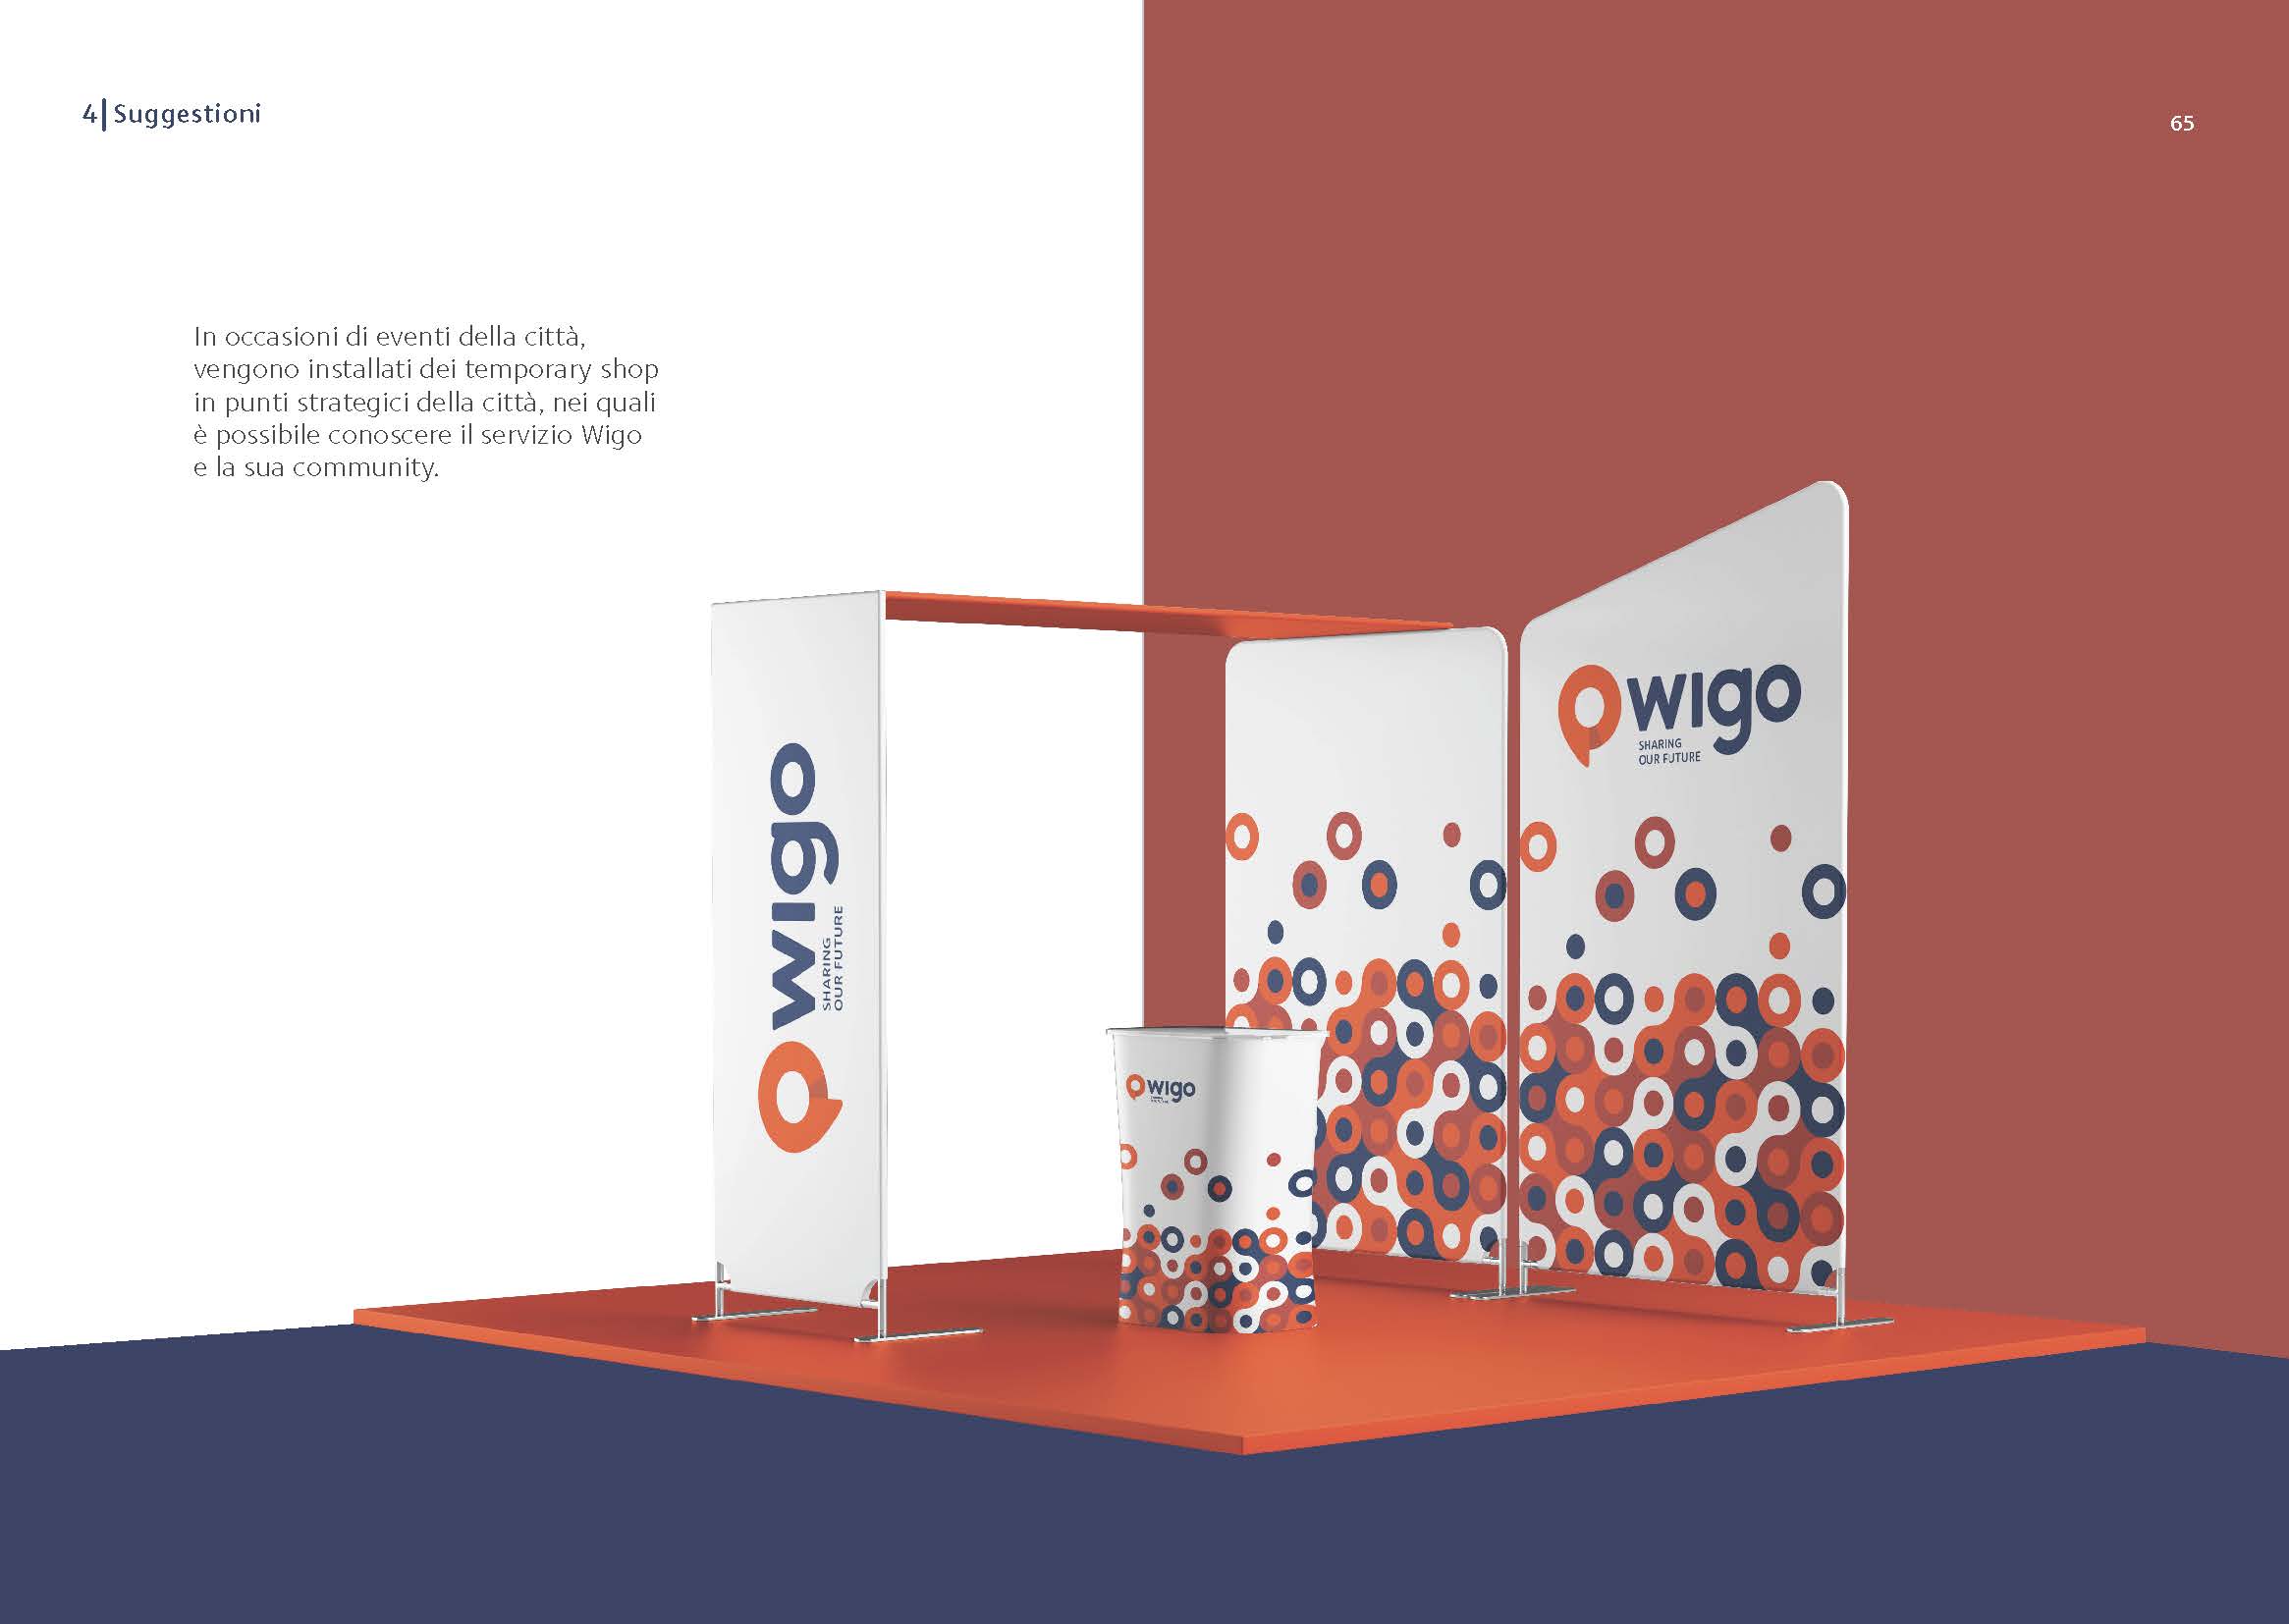 4| Suggestioni
65
In occasioni di eventi della città,
vengono installati dei temporary shop
in punti strategici della città, nei quali
è possibile conoscere il servizio Wigo
e la sua community.
wigo
SHARING
OUR FUTURE
wigo
SHARING
OUR FUTURE
wigo